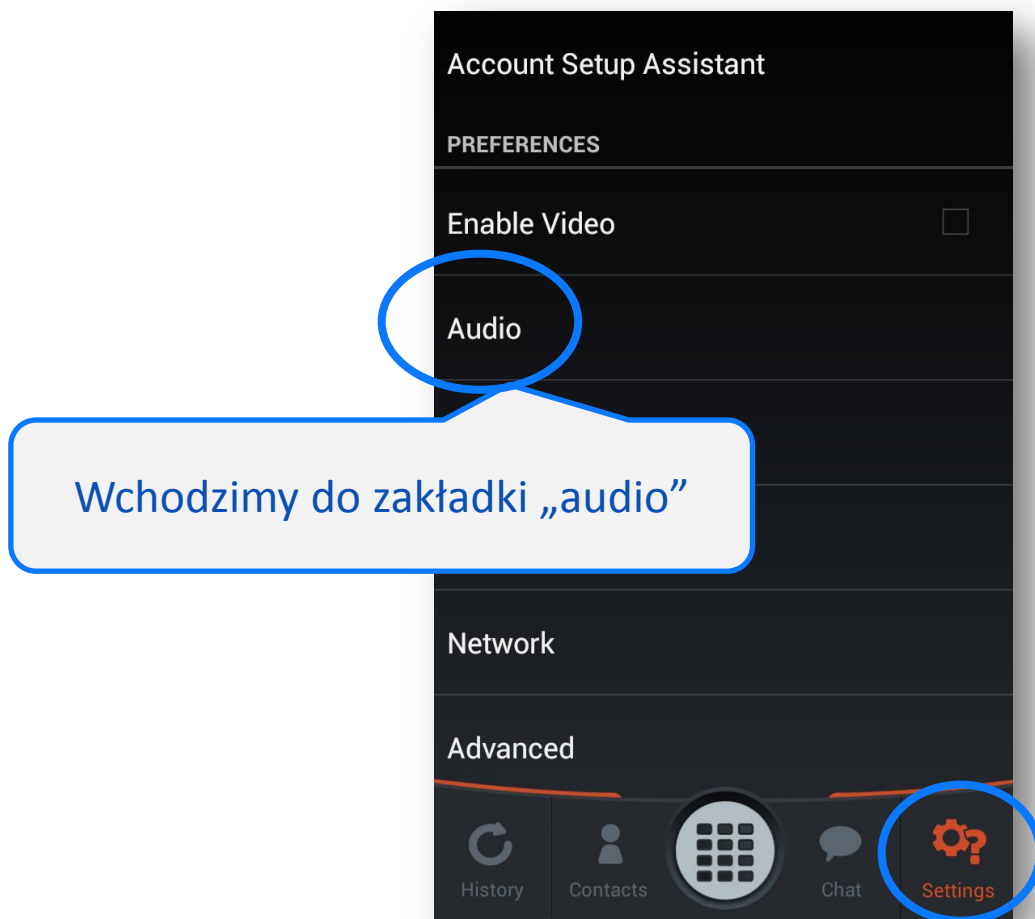 Account Setup Assistant
PREFERENCES
Enable Video
Audio
Wchodzimy do zakładki „audio”
Network
Advanced
History
Contacts
Chat
Settings